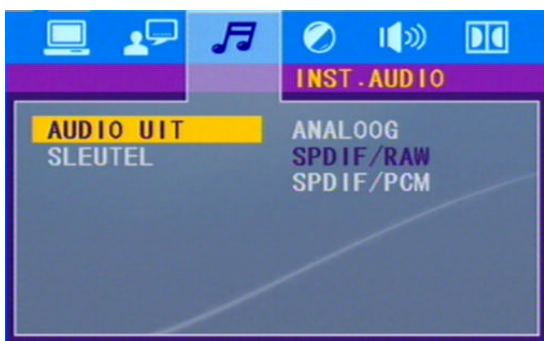 INST.AUDIO
AUDIO UIT
ANALOOG
SLEUTEL
SPDIF/RAW
SPDIF/PCM